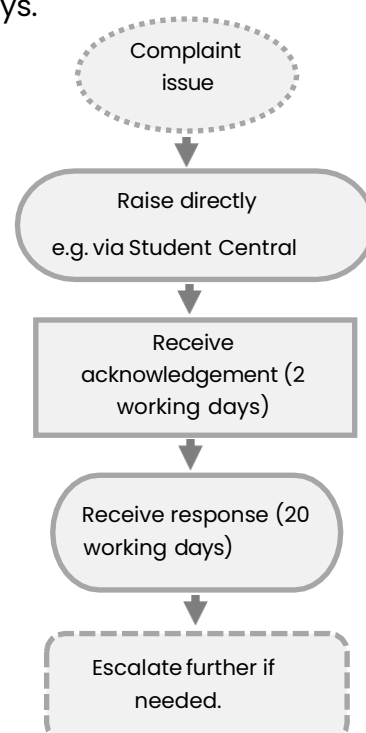 ys.
Complaint
issue
Raise directly
e.g. via Student Central
Receive
acknowledgement (2
working days)
Receive response (20
working days)
Escalate further if
needed.